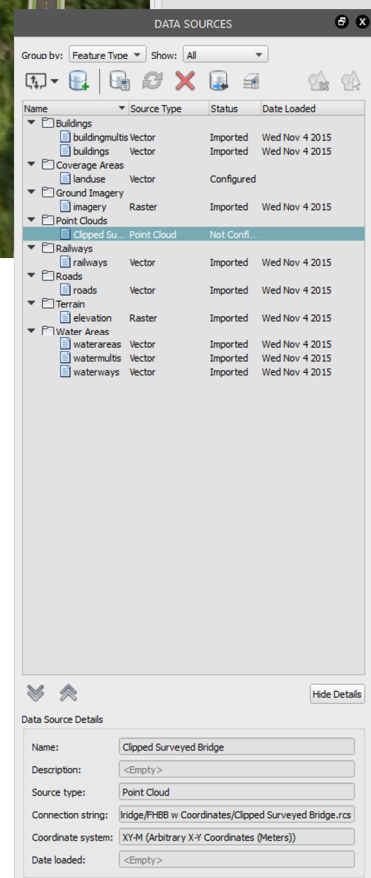 DATA SOURCES
Group by: Feature Type Show: All
Name Source Type Status Date Loaded
Buildings
buildingmultis Vector Imported Wed Nov 4 2015
buildings Vector Imported Wed Nov 4 2015
Coverage Areas
landuse Vector Configured
Ground Imagery
imagery Raster Imported Wed Nov 4 2015
Point Clouds
Clipped Su... Point Cloud Not Confi...
Railways
railways Vector Imported Wed Nov 4 2015
Roads
roads Vector Imported Wed Nov 4 2015
Terrain
elevation Raster Imported Wed Nov 4 2015
Water Areas
waterareas Vector Imported Wed Nov 4 2015
watermultis Vector Imported Wed Nov 4 2015
waterways Vector Imported Wed Nov 4 2015
Hide Details
Data Source Details
Name: Clipped Surveyed Bridge
Description: <Empty>
Source type: Point Cloud
Connection string: Bridge/FHBB w Coordinates/Clipped Surveyed Bridge.rcs
Coordinate system: XY-M (Arbitrary X-Y Coordinates (Meters))
Date loaded: <Empty>